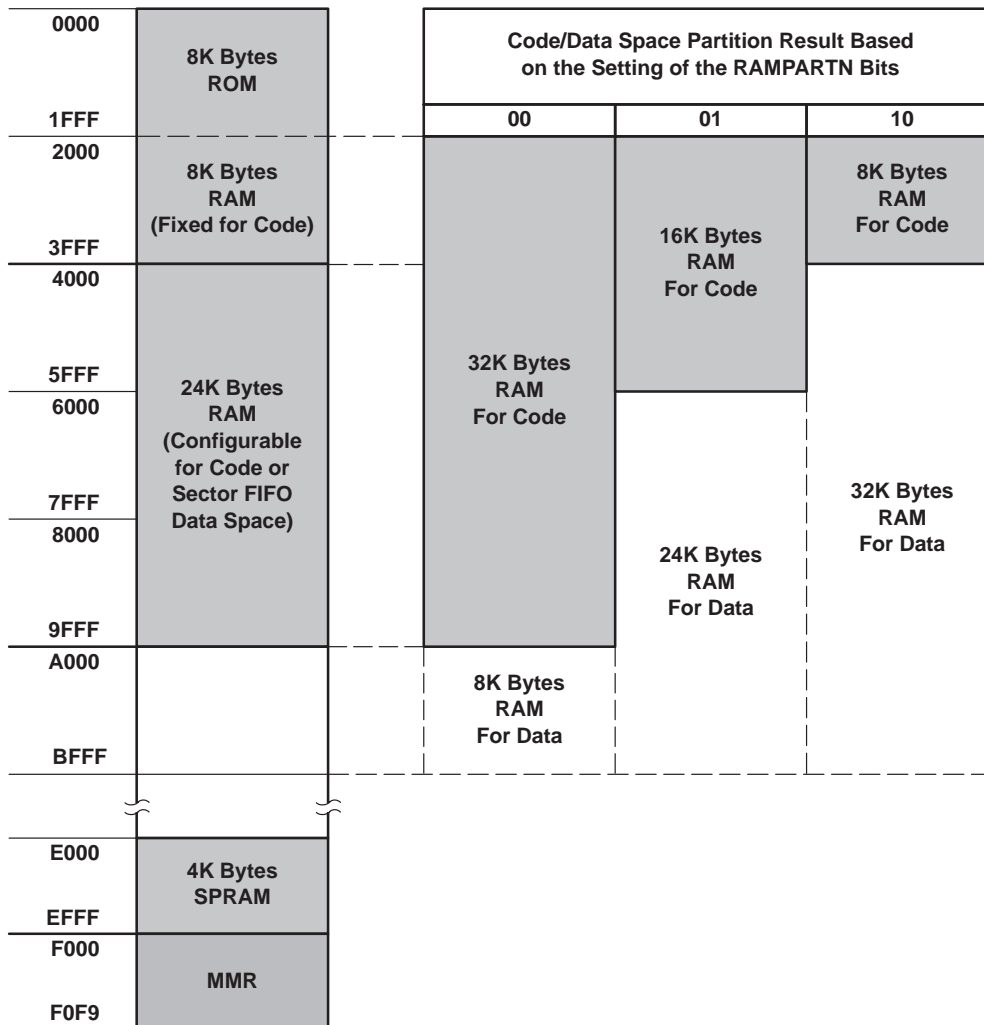 0000
8K Bytes
ROM
1FFF
2000
8K Bytes
RAM
(Fixed for Code)
3FFF
4000
5FFF
6000
24K Bytes
RAM
(Configurable
for Code or
Sector FIFO
Data Space)
7FFF
8000
9FFF
A000
BFFF
E000
4K Bytes
SPRAM
EFFF
F000
MMR
F0F9
Code/Data Space Partition Result Based
on the Setting of the RAMPARTN Bits
00
01
10
32K Bytes
RAM
For Code
8K Bytes
RAM
For Data
16K Bytes
RAM
For Code
24K Bytes
RAM
For Data
8K Bytes
RAM
For Code
32K Bytes
RAM
For Data